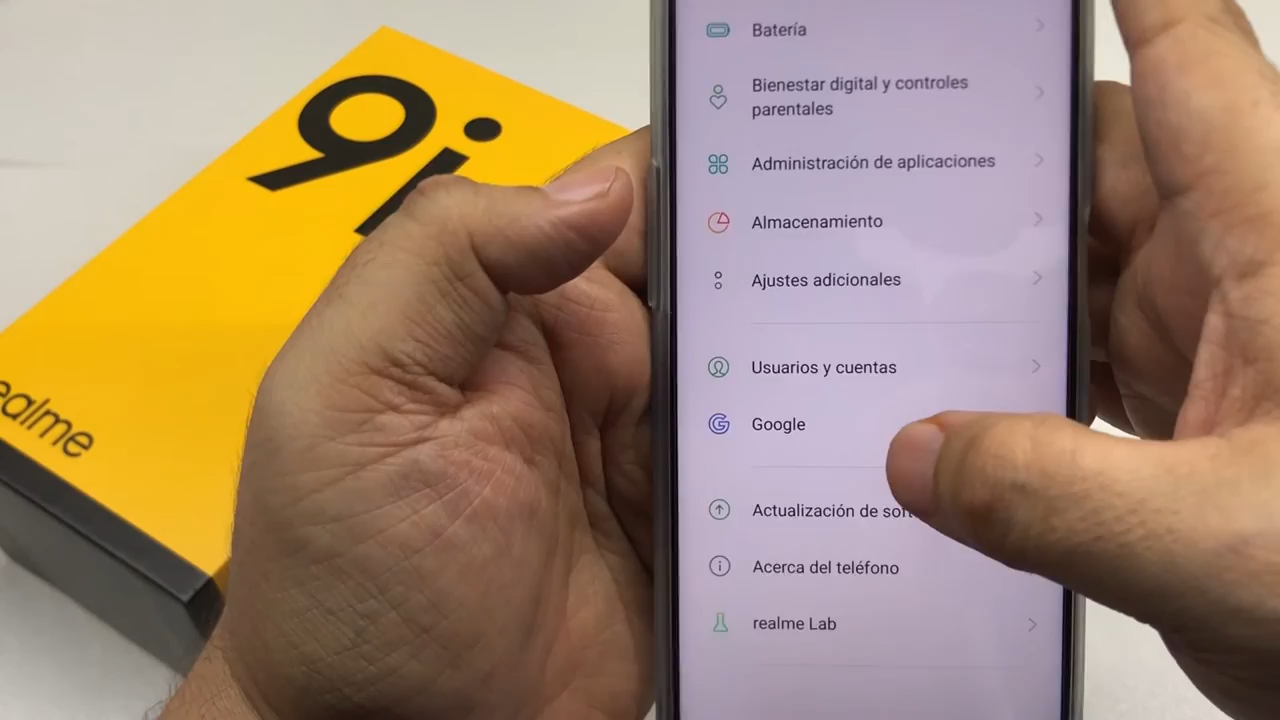 9i
realme
Batería
Bienestar digital y controles
parentales
Administración de aplicaciones
Almacenamiento
Ajustes adicionales
Usuarios y cuentas
Google
Actualización de
Acerca del teléfono
realme Lab